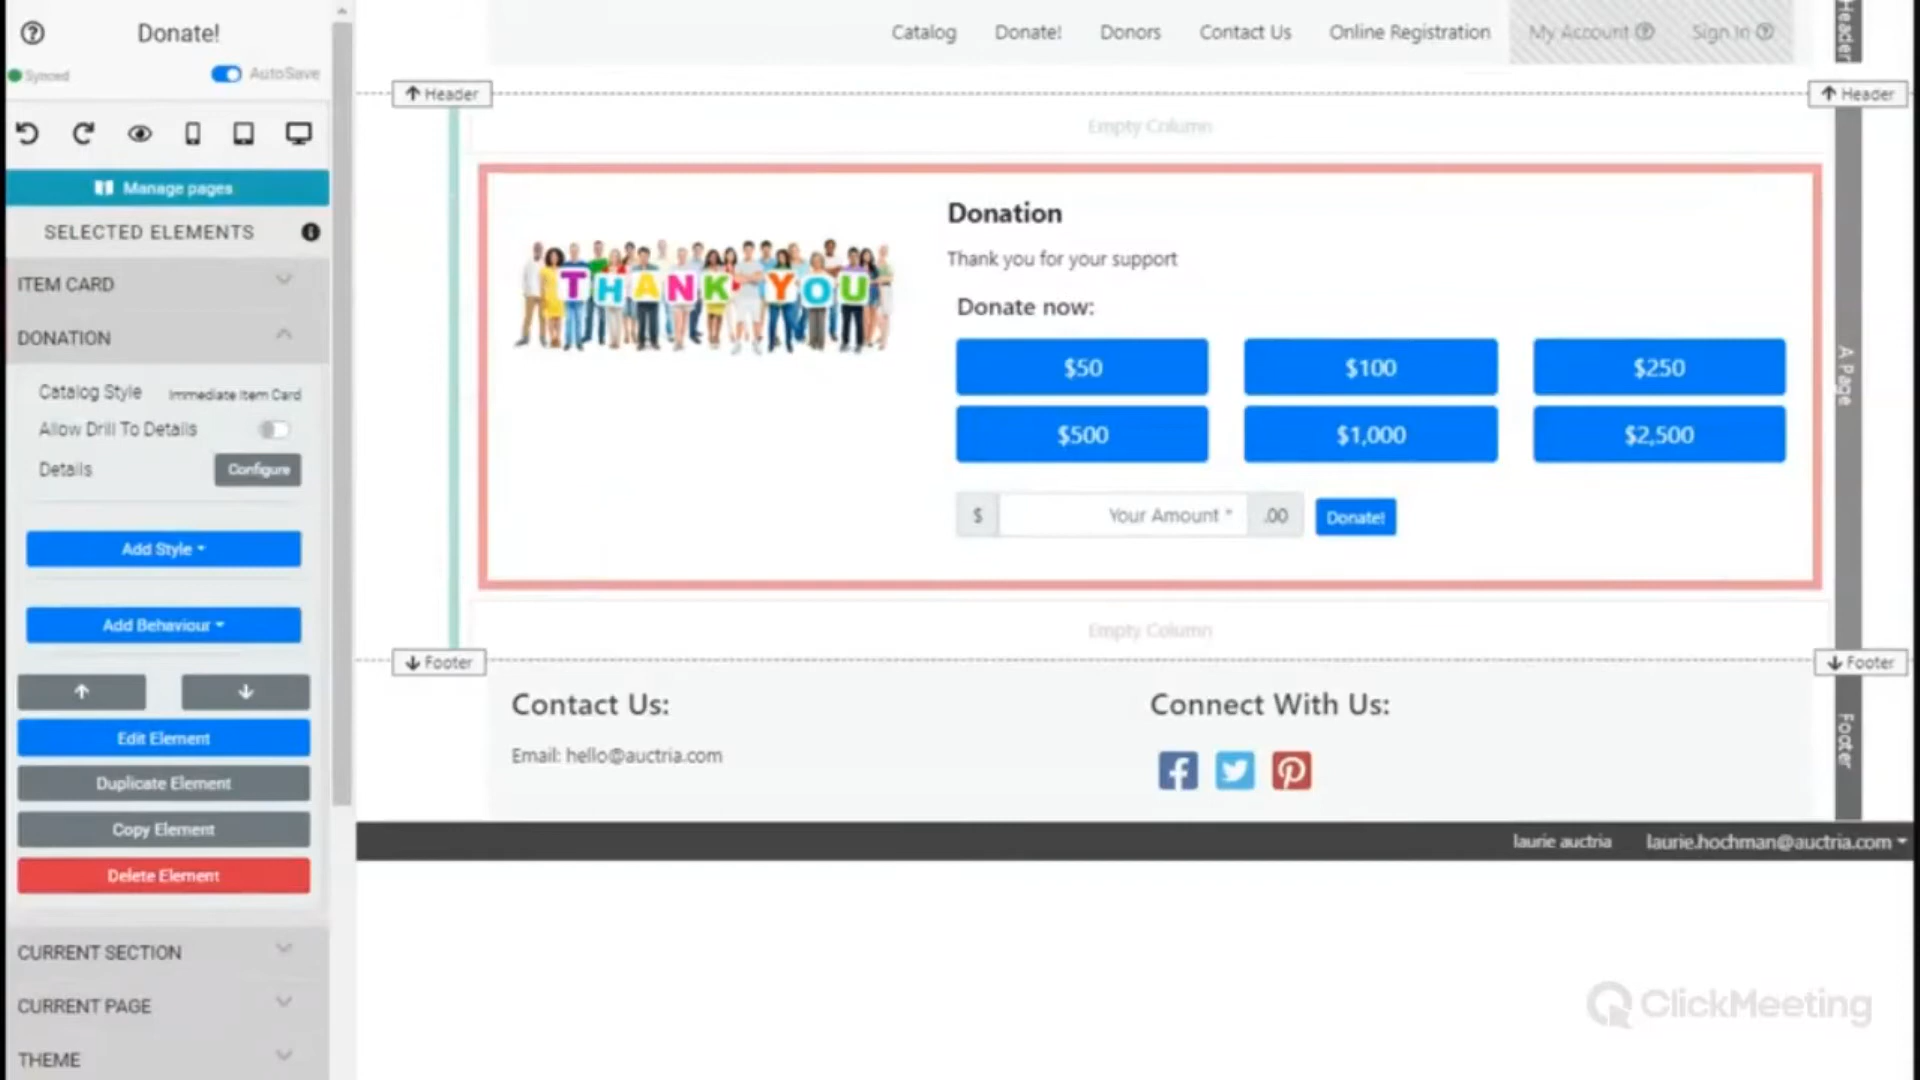 Donate!
Synced
AutoSave
Manage pages
SELECTED ELEMENTS
ITEM CARD
DONATION
Catalog Style Immediate Item Card
Allow Drill To Details
Details Configure
Add Style
Add Behaviour
Edit Element
Duplicate Element
Copy Element
Delete Element
CURRENT SECTION
CURRENT PAGE
THEME
Catalog Donate! Donors Contact Us Online Registration My Account Sign In
Header
Header
Header
Empty Column
THANK YOU
Donation
Thank you for your support
Donate now:
$50 $100 $250
$500 $1,000 $2,500
$ Your Amount * .00 Donate!
A Page
Empty Column
Footer
Footer
Footer
Contact Us:
Email: hello@auctria.com
Connect With Us:
laurie auctria laurie.hochman@auctria.com
ClickMeeting